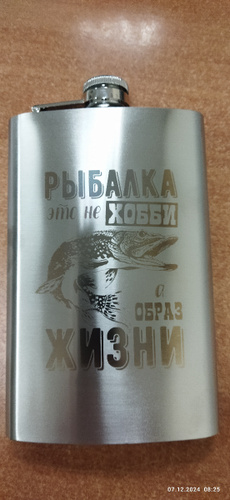 РЫБАЛКА
это не ХОББИ
а
ОБРАЗ
ЖИЗНИ
07.12.2024 08:25